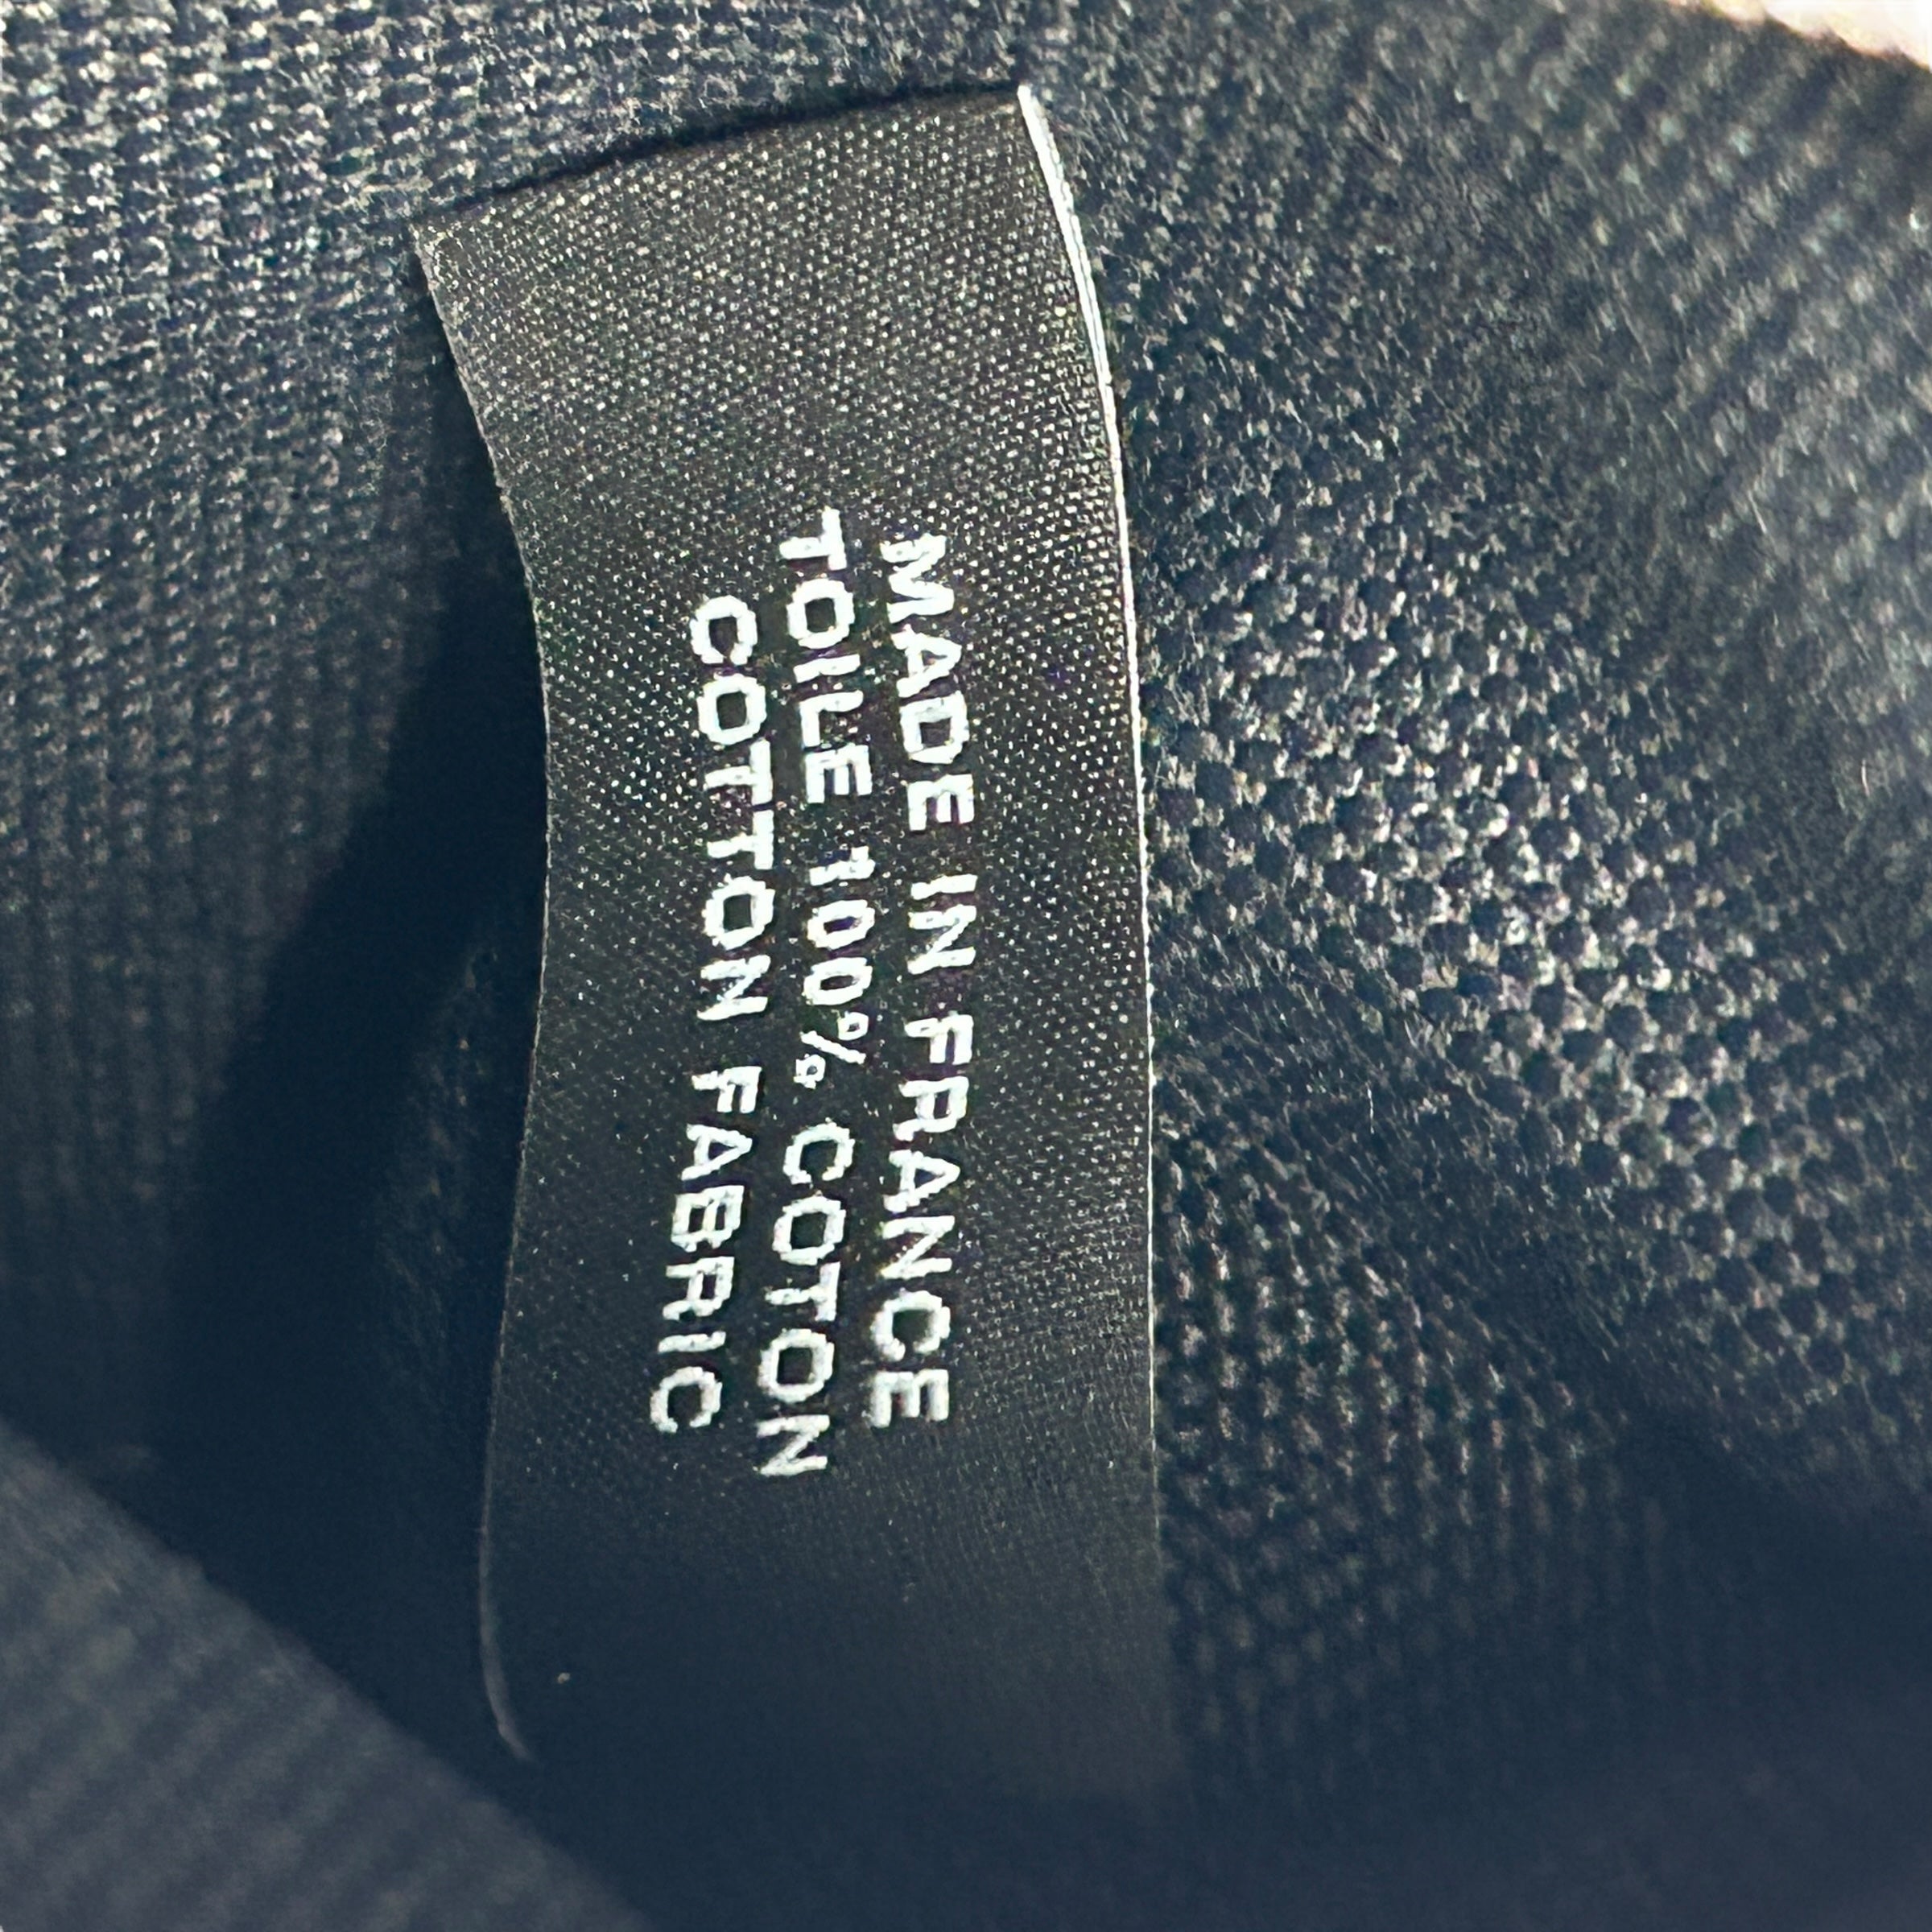 MADE IN FRANCE
TOILE 100% COTON
COTTON FABRIC